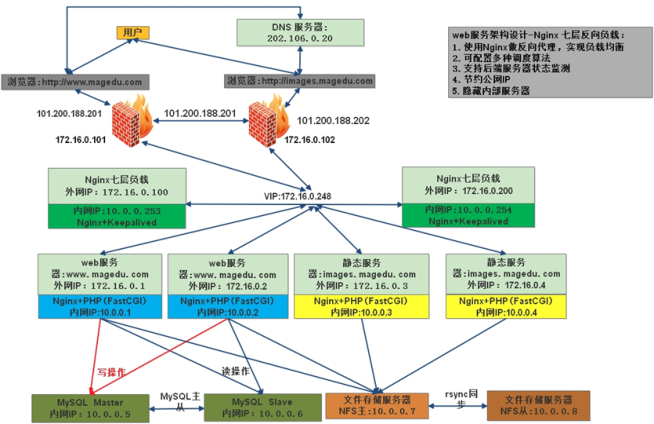 DNS 服务器:
202.106.0.20
用户
web服务架构设计-Nginx 七层反向负载:
1. 使用Nginx做反向代理，实现负载均衡
2. 可配置多种调度算法
3. 支持后端服务器状态监测
4. 节约公网IP
5. 隐藏内部服务器
浏览器:http://www.magedu.com
浏览器:http://images.magedu.com
101.200.188.201
101.200.188.201
101.200.188.202
172.16.0.101
172.16.0.102
Nginx七层负载
外网IP：172.16.0.100
内网IP:10.0.0.253
Nginx+Keepalived
VIP:172.16.0.248
Nginx七层负载
外网IP：172.16.0.200
内网IP:10.0.0.254
Nginx+Keepalived
web服务
器:www.magedu.com
外网IP：172.16.0.1
Nginx+PHP(FastCGI)
内网IP:10.0.0.1
web服务
器:www.magedu.com
外网IP：172.16.0.2
Nginx+PHP(FastCGI)
内网IP:10.0.0.2
静态服务
器:images.magedu.com
外网IP：172.16.0.3
Nginx+PHP(FastCGI)
内网IP:10.0.0.3
静态服务
器:images.magedu.com
外网IP：172.16.0.4
Nginx+PHP(FastCGI)
内网IP:10.0.0.4
写操作
读操作
MySQL Master
内网IP：10.0.0.5
MySQL主
从
MySQL Slave
内网IP：10.0.0.6
文件存储服务器
NFS主:10.0.0.7
rsync同
步
文件存储服务器
NFS从:10.0.0.8